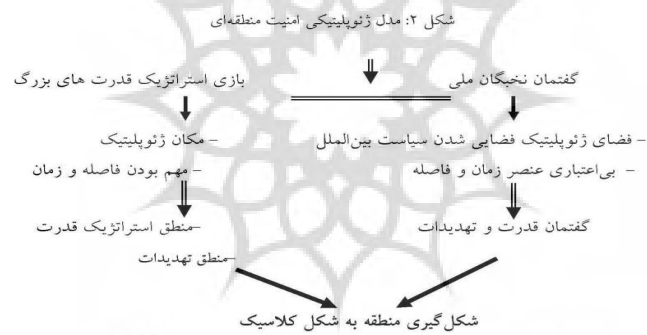 شکل ۲: مدل ژئوپلیتیکی امنیت منطقه‌ای
گفتمان نخبگان ملی
بازی استراتژیک قدرت های بزرگ
– فضای ژئوپلیتیک فضایی شدن سیاست بین‌الملل
– مکان ژئوپلیتیک
– بی‌اعتباری عنصر زمان و فاصله
– مهم بودن فاصله و زمان
گفتمان قدرت و تهدیدات
–منطق استراتژیک قدرت
–منطق تهدیدات
شکل‌گیری منطقه به شکل کلاسیک